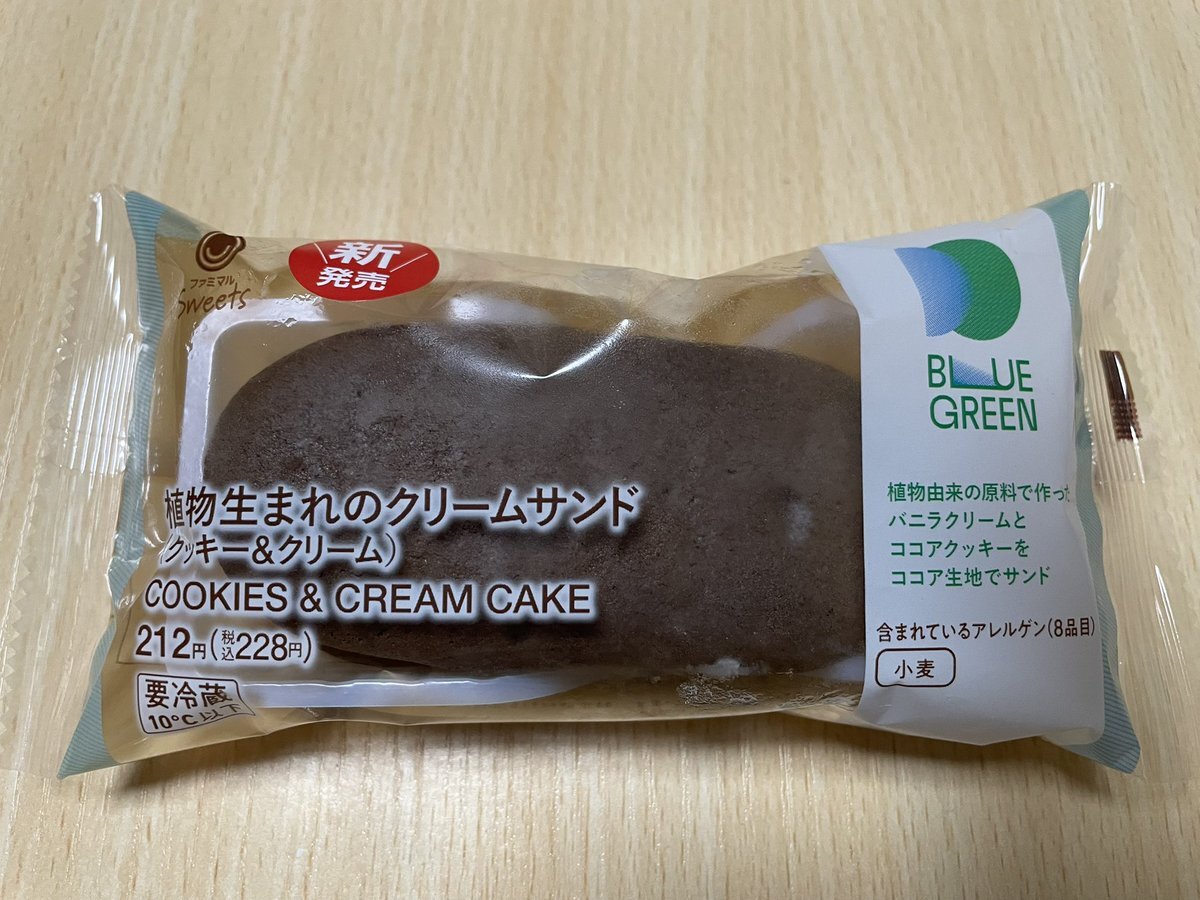 ファミマル
Sweets
新
発売
BLUE
GREEN
植物生まれのクリームサンド
(クッキー&クリーム)
COOKIES & CREAM CAKE
212円(税込228円)
要冷蔵
10°C以下
植物由来の原料で作った
バニラクリームと
ココアクッキーを
ココア生地でサンド
含まれているアレルゲン(8品目)
小麦